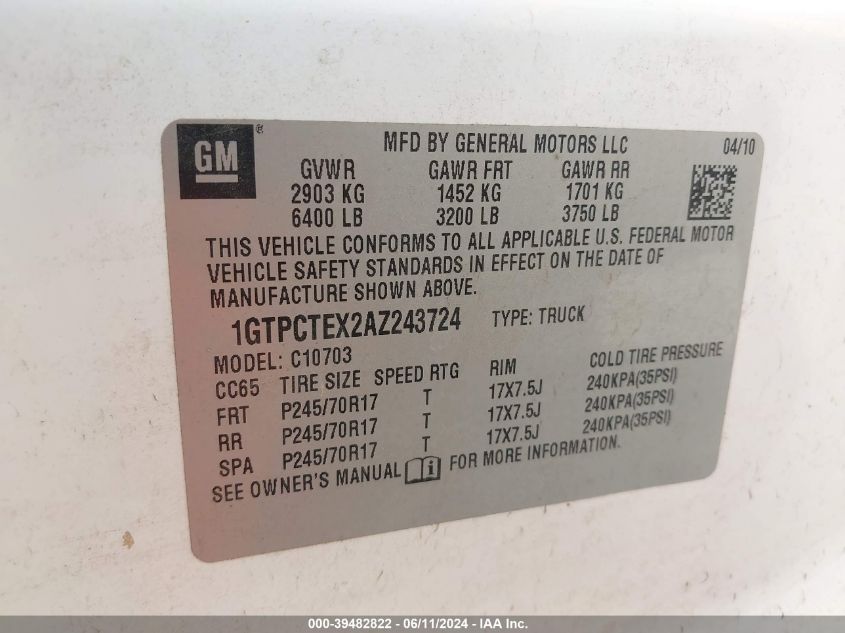 GM ®
MFD BY GENERAL MOTORS LLC 04/10
GVWR GAWR FRT GAWR RR
2903 KG 1452 KG 1701 KG
6400 LB 3200 LB 3750 LB
THIS VEHICLE CONFORMS TO ALL APPLICABLE U.S. FEDERAL MOTOR
VEHICLE SAFETY STANDARDS IN EFFECT ON THE DATE OF
MANUFACTURE SHOWN ABOVE.
1GTPCTEX2AZ243724 TYPE: TRUCK
MODEL: C10703
CC65 TIRE SIZE SPEED RTG RIM COLD TIRE PRESSURE
FRT P245/70R17 T 17X7.5J 240KPA(35PSI)
RR P245/70R17 T 17X7.5J 240KPA(35PSI)
SPA P245/70R17 T 17X7.5J 240KPA(35PSI)
SEE OWNER'S MANUAL i FOR MORE INFORMATION.
000-39482822 - 06/11/2024 - IAA Inc.